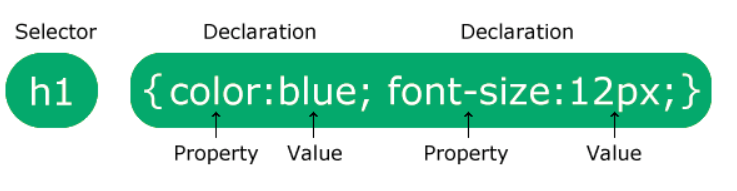 Selector Declaration Declaration
h1 {color:blue; font-size:12px;}
Property Value Property Value